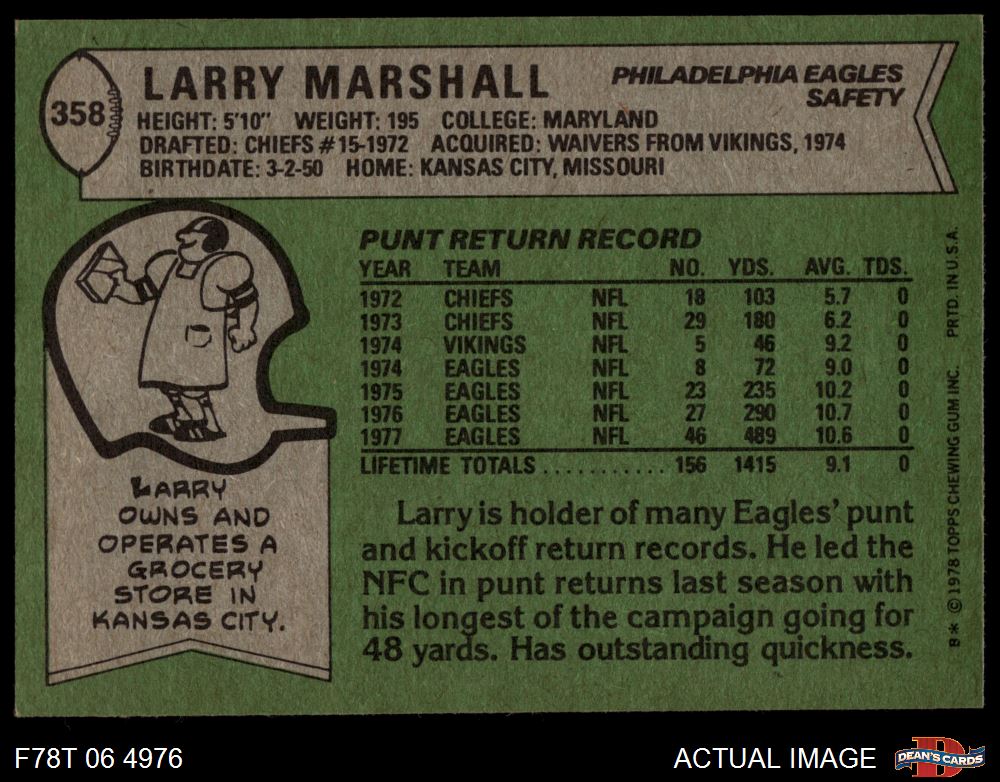 358
LARRY MARSHALL
PHILADELPHIA EAGLES
SAFETY
HEIGHT: 5'10" WEIGHT: 195 COLLEGE: MARYLAND
DRAFTED: CHIEFS #15-1972 ACQUIRED: WAIVERS FROM VIKINGS, 1974
BIRTHDATE: 3-2-50 HOME: KANSAS CITY, MISSOURI
PUNT RETURN RECORD
YEAR TEAM NO. YDS. AVG. TDS.
1972 CHIEFS NFL 18 103 5.7 0
1973 CHIEFS NFL 29 180 6.2 0
1974 VIKINGS NFL 5 46 9.2 0
1974 EAGLES NFL 8 72 9.0 0
1975 EAGLES NFL 23 235 10.2 0
1976 EAGLES NFL 27 290 10.7 0
1977 EAGLES NFL 46 489 10.6 0
LIFETIME TOTALS........... 156 1415 9.1 0
LARRY
OWNS AND
OPERATES A
GROCERY
STORE IN
KANSAS CITY.
Larry is holder of many Eagles' punt
and kickoff return records. He led the
NFC in punt returns last season with
his longest of the campaign going for
48 yards. Has outstanding quickness.
B* © 1978 TOPPS CHEWING GUM INC. PRTD. IN U.S.A.
F78T 06 4976
ACTUAL IMAGE
D
DEAN'S CARDS